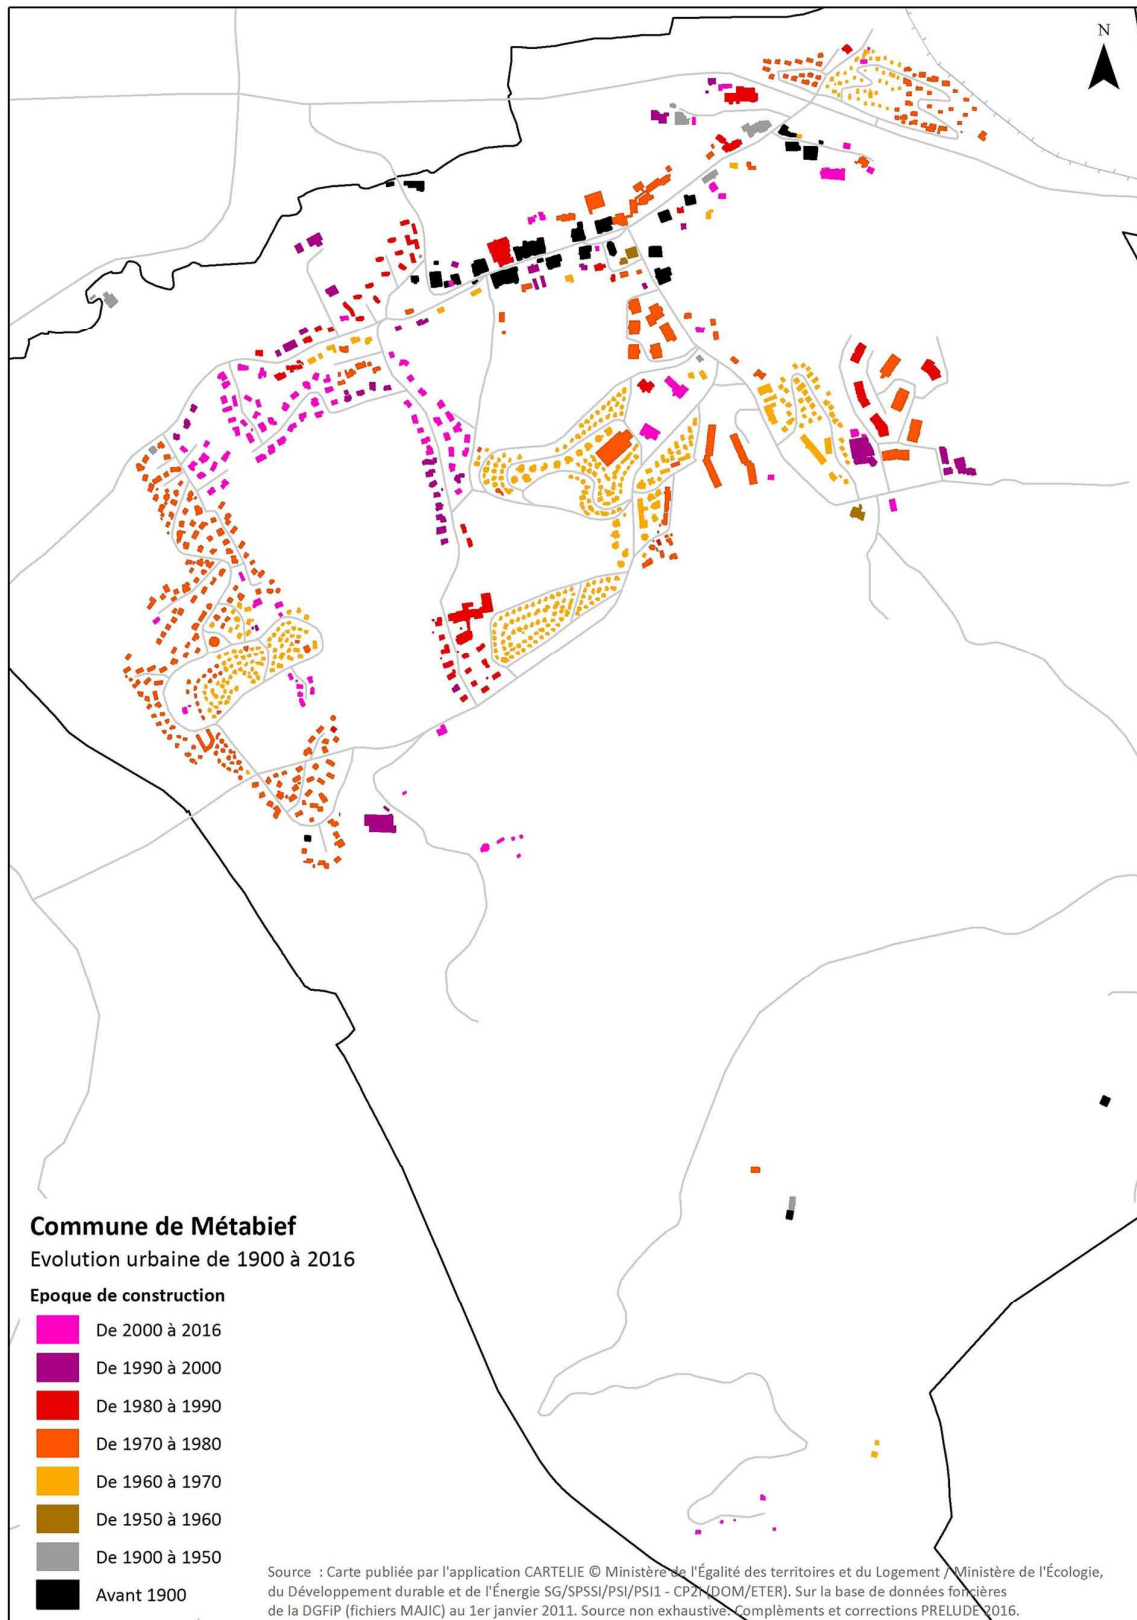 N
Commune de Métabief
Evolution urbaine de 1900 à 2016
Epoque de construction
De 2000 à 2016
De 1990 à 2000
De 1980 à 1990
De 1970 à 1980
De 1960 à 1970
De 1950 à 1960
De 1900 à 1950
Avant 1900
Source : Carte publiée par l'application CARTELIE © Ministère de l'Égalité des territoires et du Logement / Ministère de l'Écologie,
du Développement durable et de l'Énergie SG/SPSSI/PSI/PSI1 - CP2I (DOM/ETER). Sur la base de données foncières
de la DGFiP (fichiers MAJIC) au 1er janvier 2011. Source non exhaustive. Complèments et corrections PRELUDE 2016.